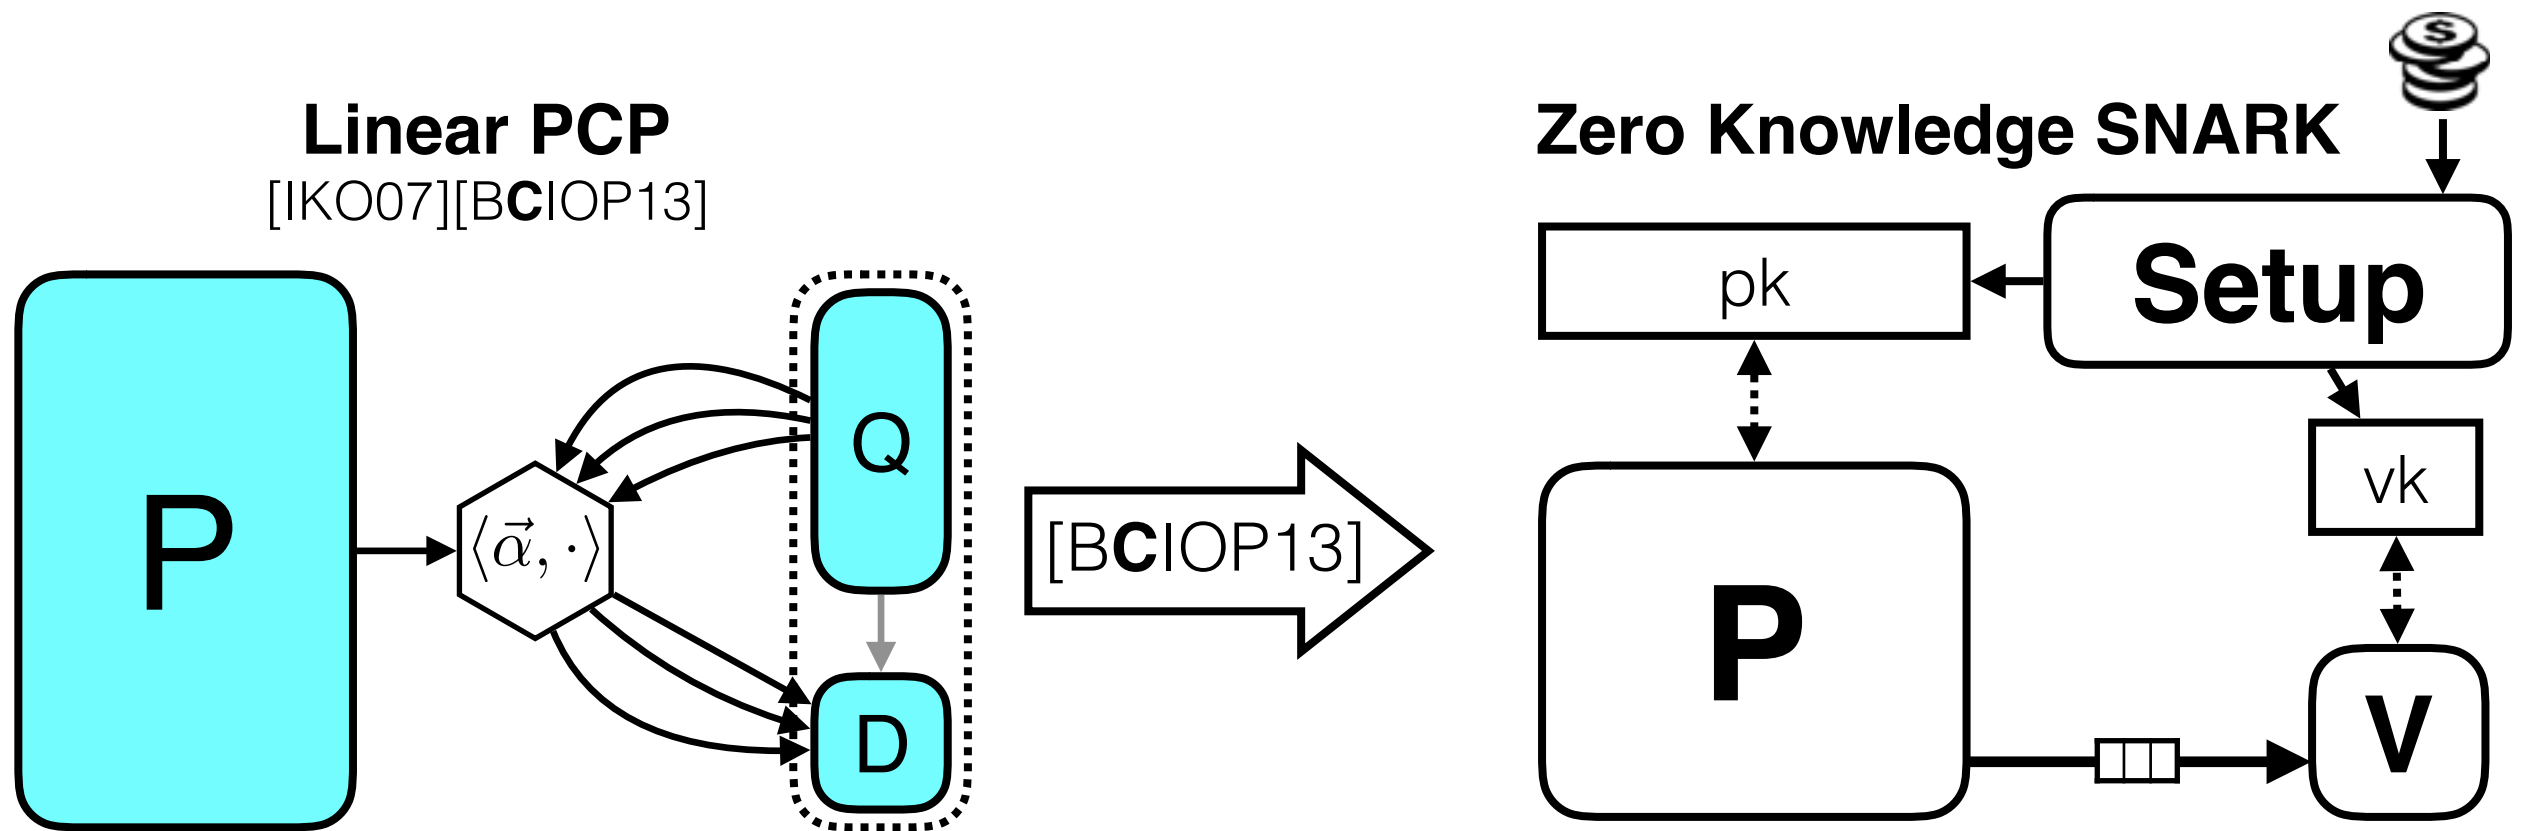 Linear PCP
[IKO07][BCIOP13]
P
⟨α⃗, ·⟩
Q
D
[BCIOP13]
$
Zero Knowledge SNARK
Setup
pk
vk
P
V